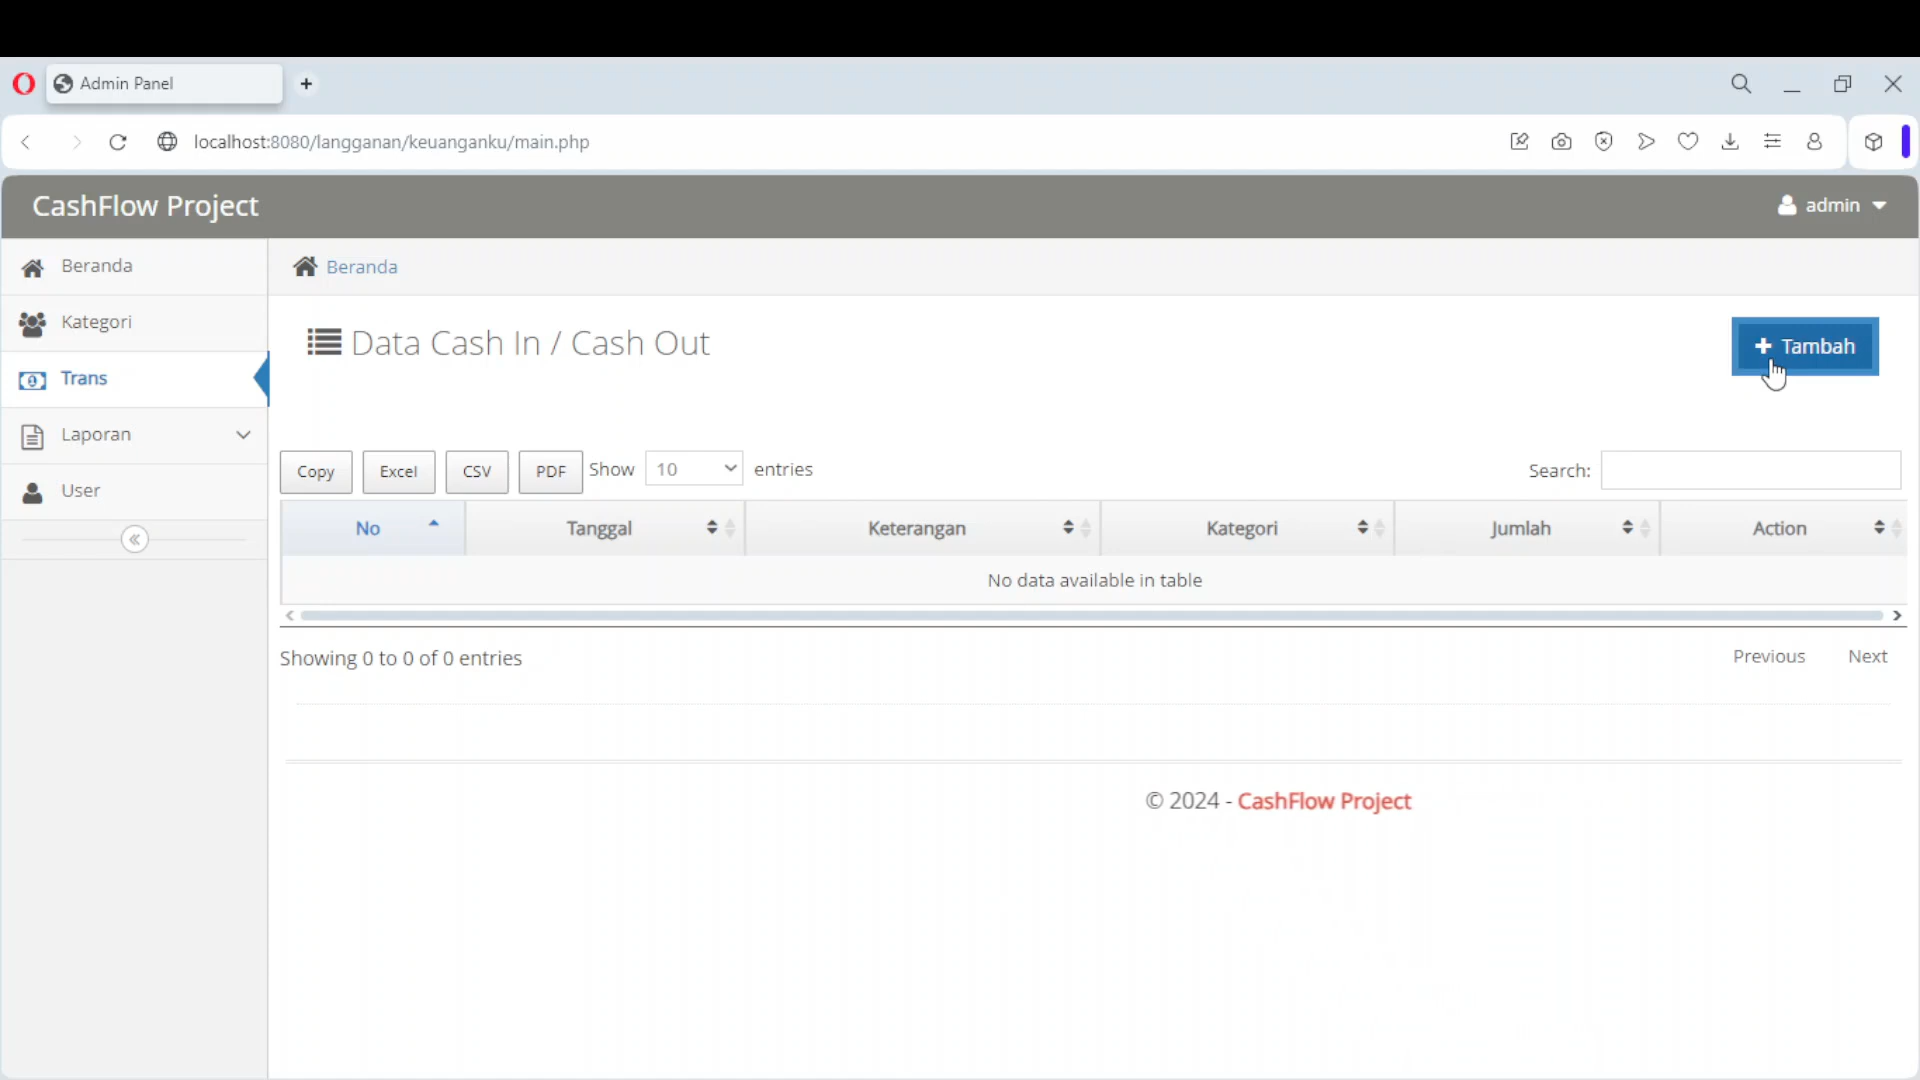 Admin Panel
localhost:8080/langganan/keuanganku/main.php
CashFlow Project
admin
Beranda
Kategori
Trans
Laporan
User
Beranda
Data Cash In / Cash Out
Tambah
Copy Excel CSV PDF Show 10 entries
Search:
No Tanggal Keterangan Kategori Jumlah Action
No data available in table
Showing 0 to 0 of 0 entries
Previous Next
© 2024 - CashFlow Project